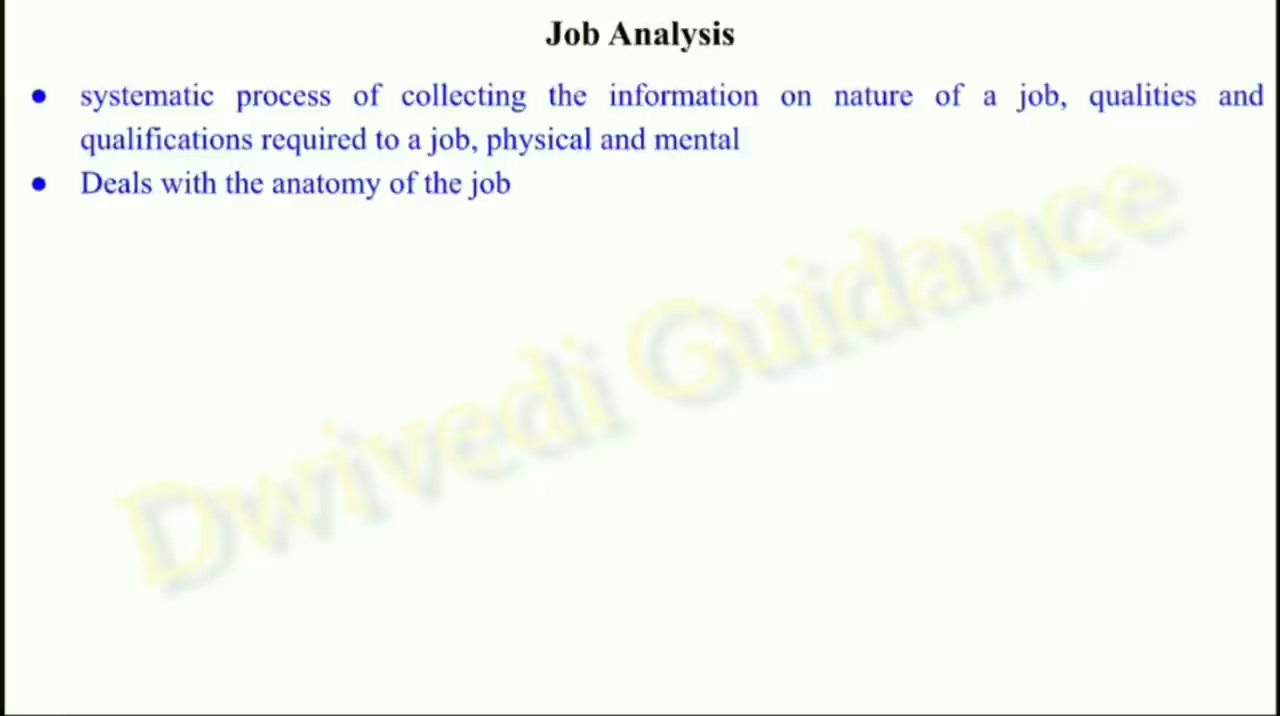 Job Analysis
● systematic process of collecting the information on nature of a job, qualities and
qualifications required to a job, physical and mental
● Deals with the anatomy of the job
Dwivedi Guidance